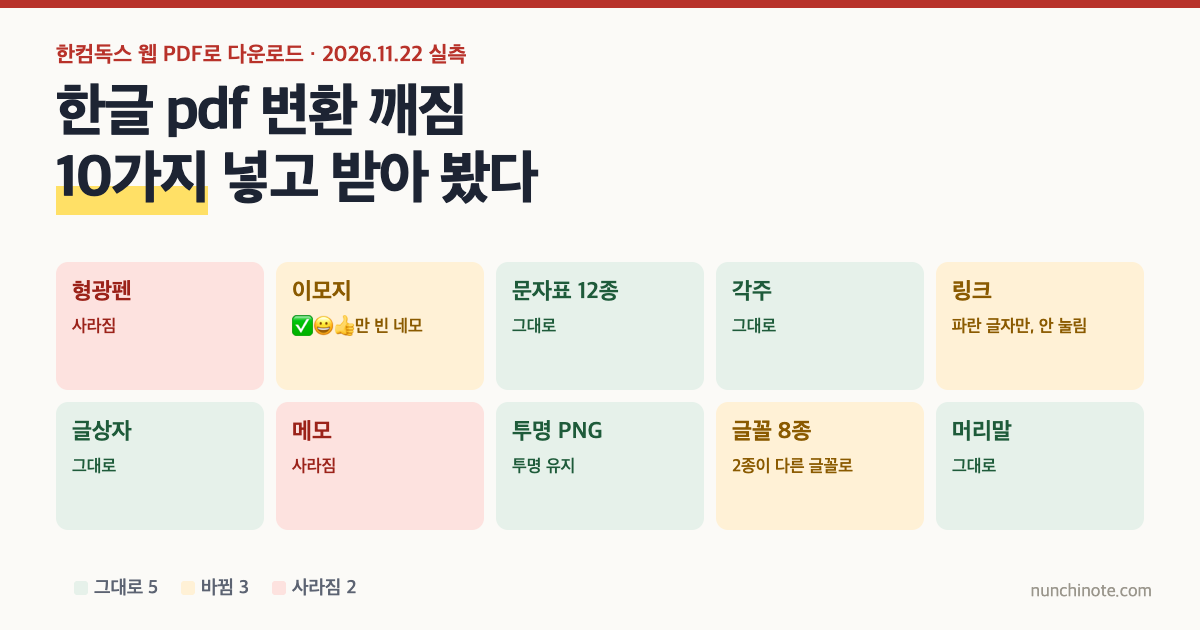 한컴독스 웹 PDF로 다운로드 · 2026.11.22 실측
한글 pdf 변환 깨짐
10가지 넣고 받아 봤다
형광펜
사라짐
이모지
✅😀👍만 빈 네모
문자표 12종
그대로
각주
그대로
링크
파란 글자만, 안 눌림
글상자
그대로
메모
사라짐
투명 PNG
투명 유지
글꼴 8종
2종이 다른 글꼴로
머리말
그대로
그대로 5
바뀜 3
사라짐 2
nunchinote.com